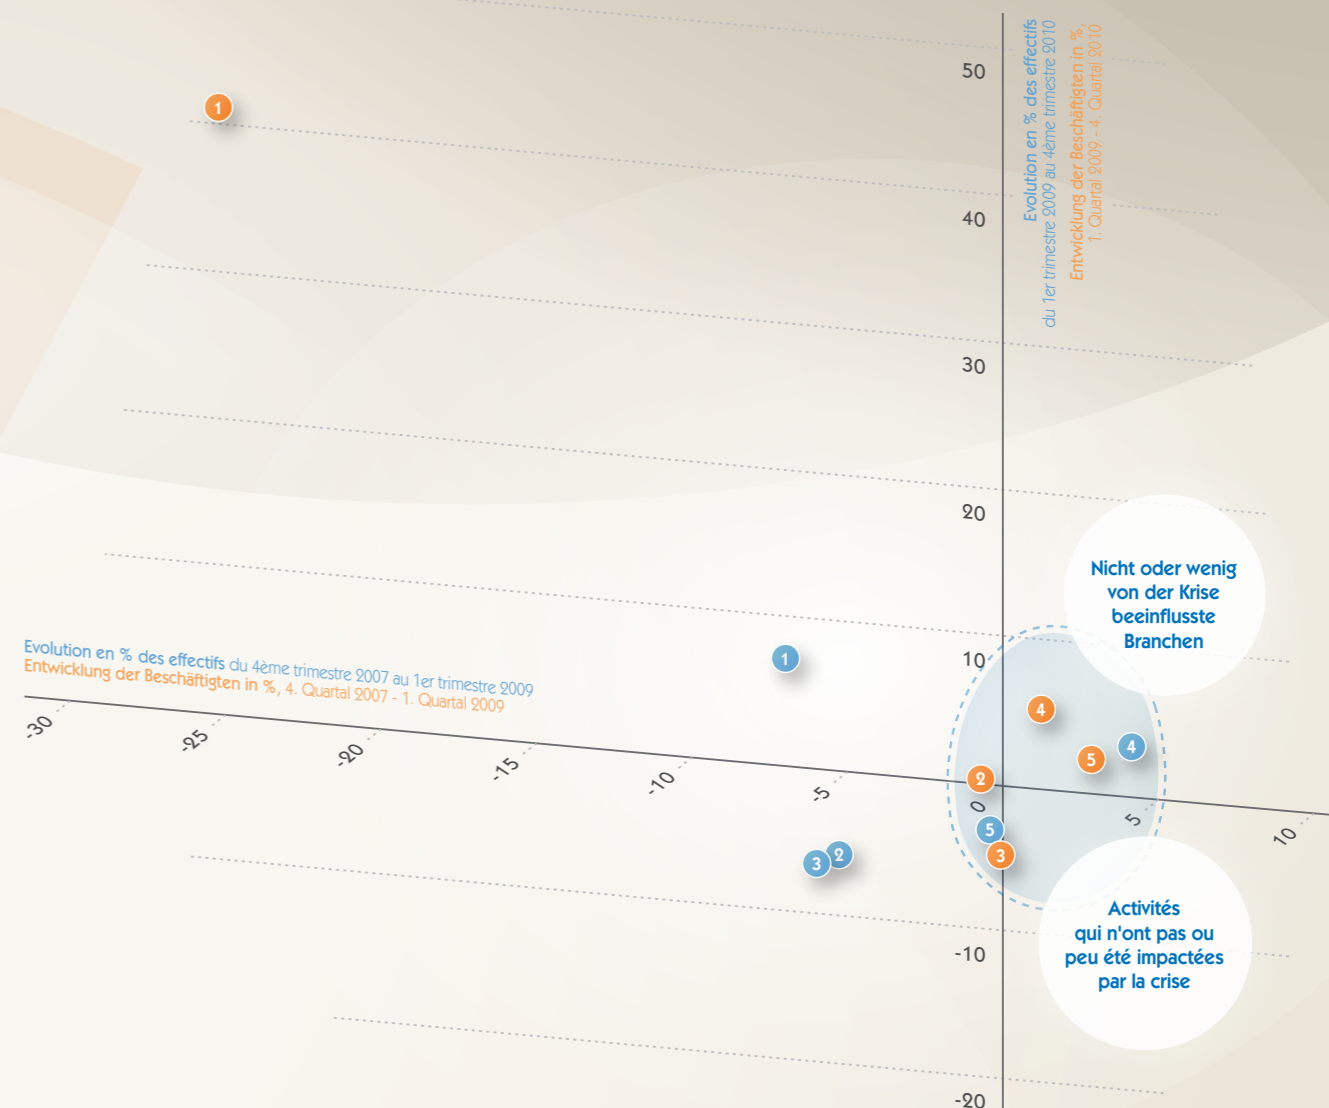 Evolution en % des effectifs
du 1er trimestre 2009 au 4ème trimestre 2010
Entwicklung der Beschäftigten in %,
1. Quartal 2009 - 4. Quartal 2010
50
1
40
30
20
Nicht oder wenig
von der Krise
beeinflusste
Branchen
10
1
Evolution en % des effectifs du 4ème trimestre 2007 au 1er trimestre 2009
Entwicklung der Beschäftigten in %, 4. Quartal 2007 - 1. Quartal 2009
4
4
5
2
-30
-25
-20
-15
-10
-5
0
5
10
5
3
2
3
Activités
qui n'ont pas ou
peu été impactées
par la crise
-10
-20